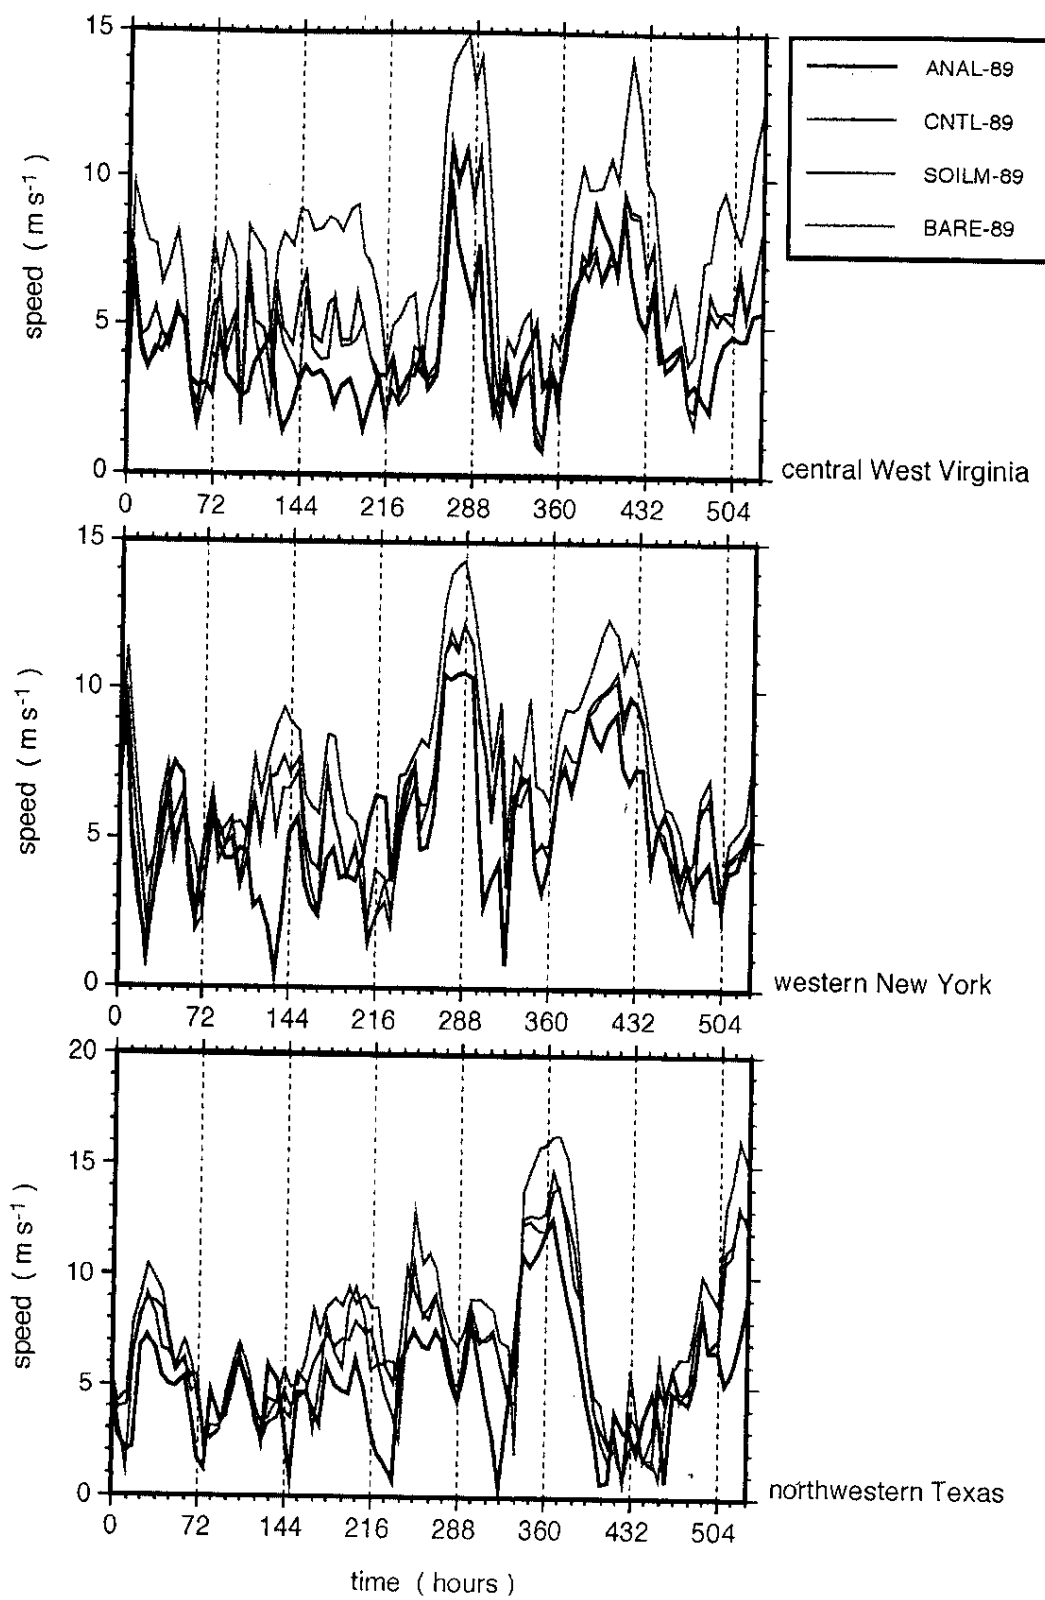 15
10
5
0
speed ( m s-1 )
0 72 144 216 288 360 432 504
central West Virginia
ANAL-89
CNTL-89
SOILM-89
BARE-89
15
10
5
0
speed ( m s-1 )
0 72 144 216 288 360 432 504
western New York
20
15
10
5
0
speed ( m s-1 )
0 72 144 216 288 360 432 504
northwestern Texas
time ( hours )